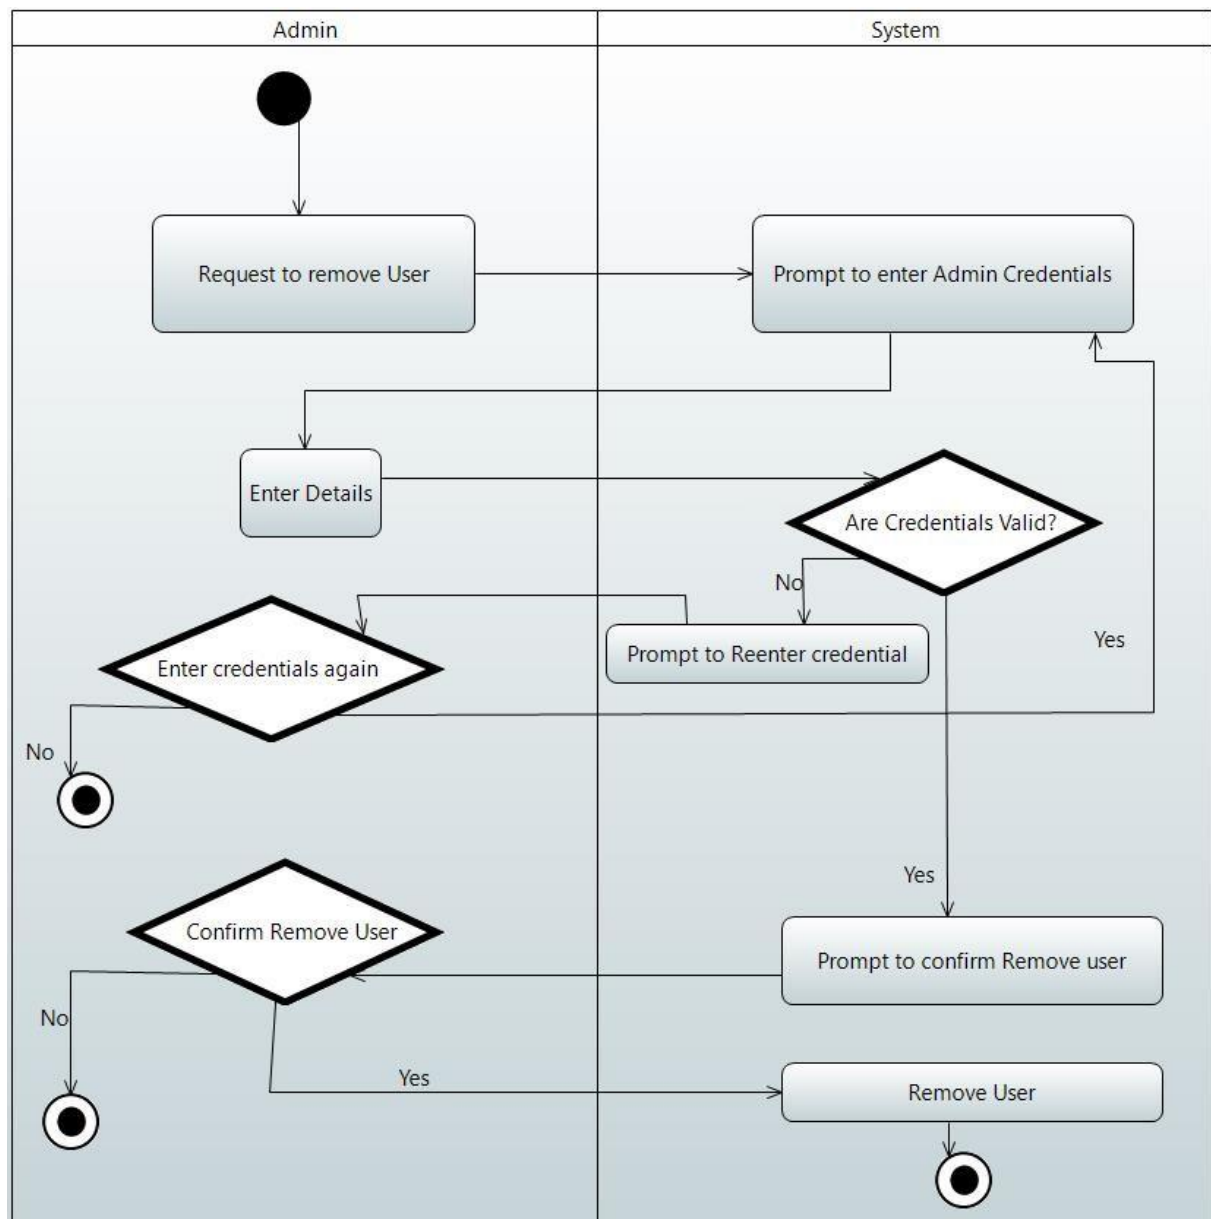 Admin
System
Request to remove User
Prompt to enter Admin Credentials
Enter Details
Are Credentials Valid?
No
Prompt to Reenter credential
Yes
Enter credentials again
No
Yes
Confirm Remove User
Prompt to confirm Remove user
No
Yes
Remove User